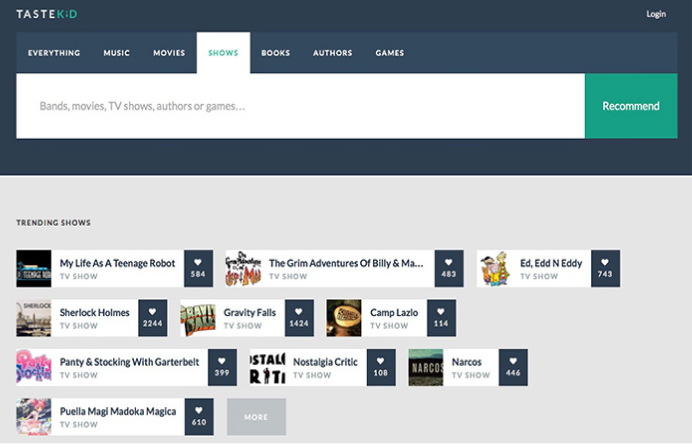 TASTEKiD
Login
EVERYTHING MUSIC MOVIES SHOWS BOOKS AUTHORS GAMES
Bands, movies, TV shows, authors or games...
Recommend
TRENDING SHOWS
My Life As A Teenage Robot
TV SHOW
584
The Grim Adventures Of Billy & Ma...
TV SHOW
483
Ed, Edd N Eddy
TV SHOW
743
SHERLOCK
Sherlock Holmes
TV SHOW
2244
Gravity Falls
TV SHOW
1424
Camp Lazlo
TV SHOW
114
Panty & Stocking With Garterbelt
TV SHOW
399
Nostalgia Critic
TV SHOW
108
NARCOS
Narcos
TV SHOW
446
Puella Magi Madoka Magica
TV SHOW
610
MORE